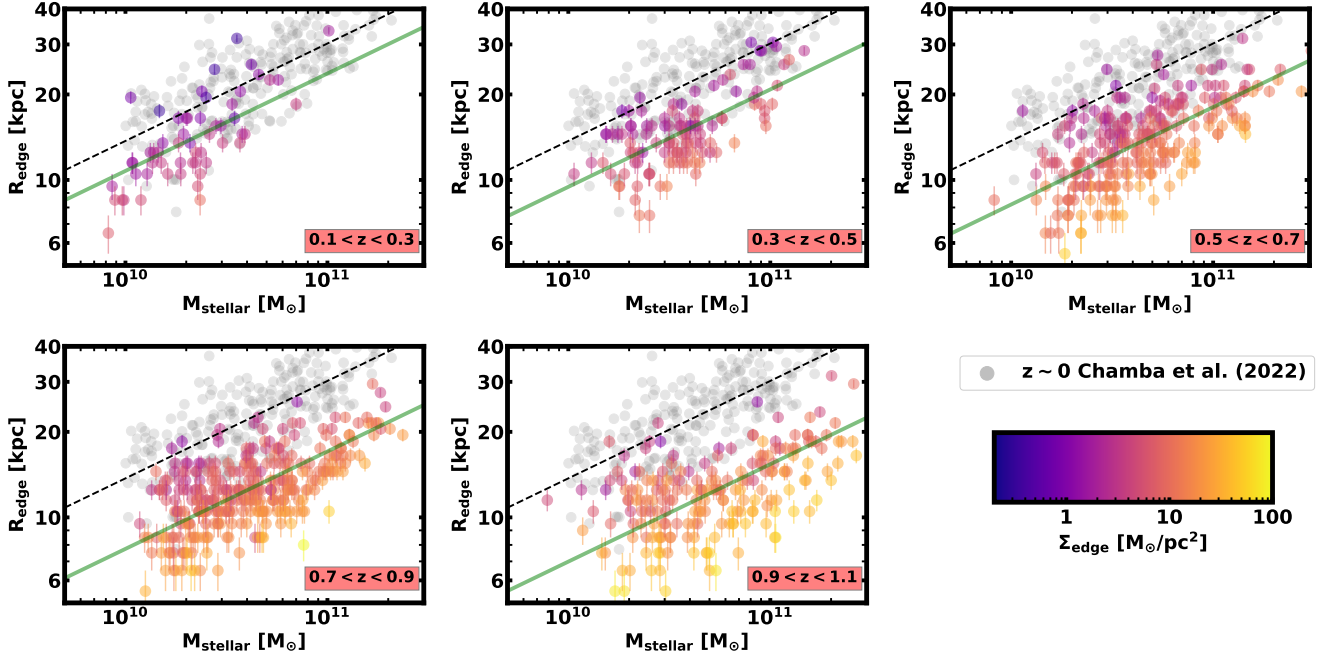 40
30
20
10
6
R_edge [kpc]
0.1 < z < 0.3
10^10 10^11
M_stellar [M_⊙]
40
30
20
10
6
R_edge [kpc]
0.3 < z < 0.5
10^10 10^11
M_stellar [M_⊙]
40
30
20
10
6
R_edge [kpc]
0.5 < z < 0.7
10^10 10^11
M_stellar [M_⊙]
40
30
20
10
6
R_edge [kpc]
0.7 < z < 0.9
10^10 10^11
M_stellar [M_⊙]
40
30
20
10
6
R_edge [kpc]
0.9 < z < 1.1
10^10 10^11
M_stellar [M_⊙]
z ~ 0 Chamba et al. (2022)
1 10 100
Σ_edge [M_⊙/pc^2]